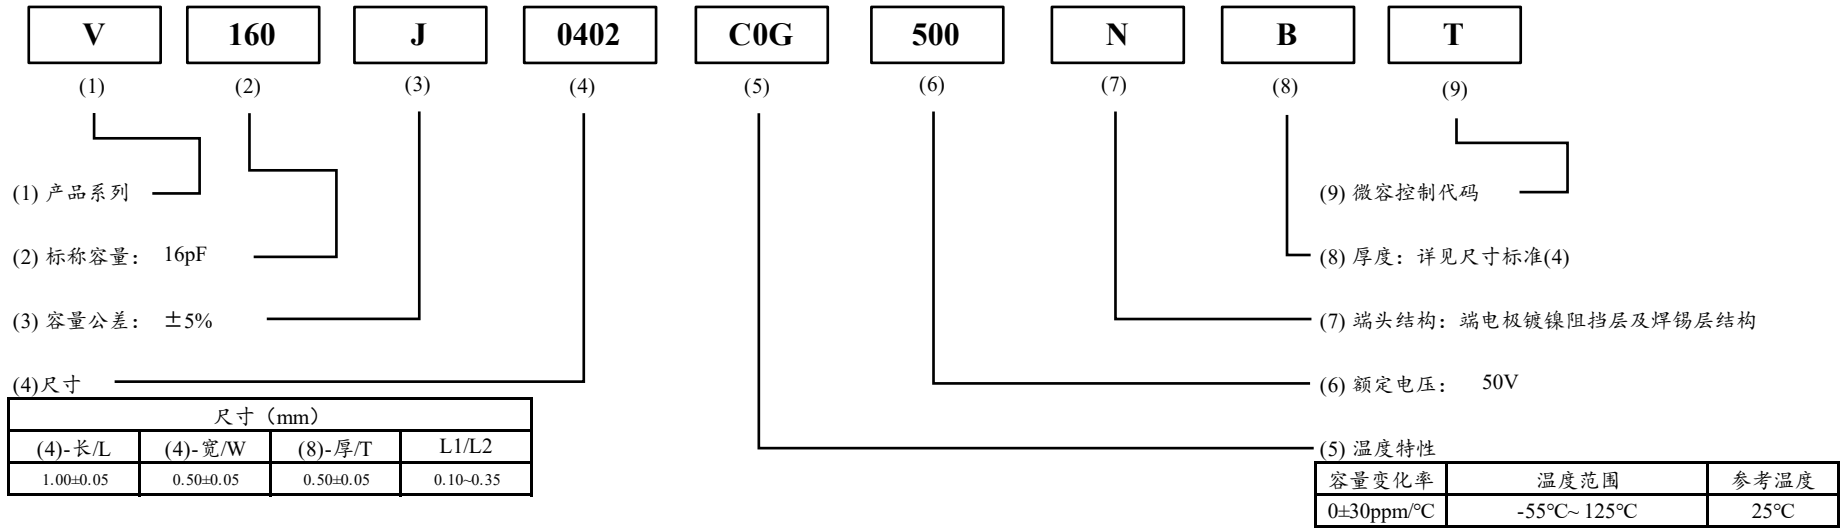 V 160 J 0402 C0G 500 N B T
(1) (2) (3) (4) (5) (6) (7) (8) (9)
(1) 产品系列
(9) 微容控制代码
(2) 标称容量： 16pF
(8) 厚度：详见尺寸标准(4)
(3) 容量公差： ±5%
(7) 端头结构：端电极镀镍阻挡层及焊锡层结构
(4)尺寸
(6) 额定电压： 50V
尺寸（mm）
(4)-长/L (4)-宽/W (8)-厚/T L1/L2
1.00±0.05 0.50±0.05 0.50±0.05 0.10~0.35
(5) 温度特性
容量变化率 温度范围 参考温度
0±30ppm/°C -55°C~ 125°C 25°C